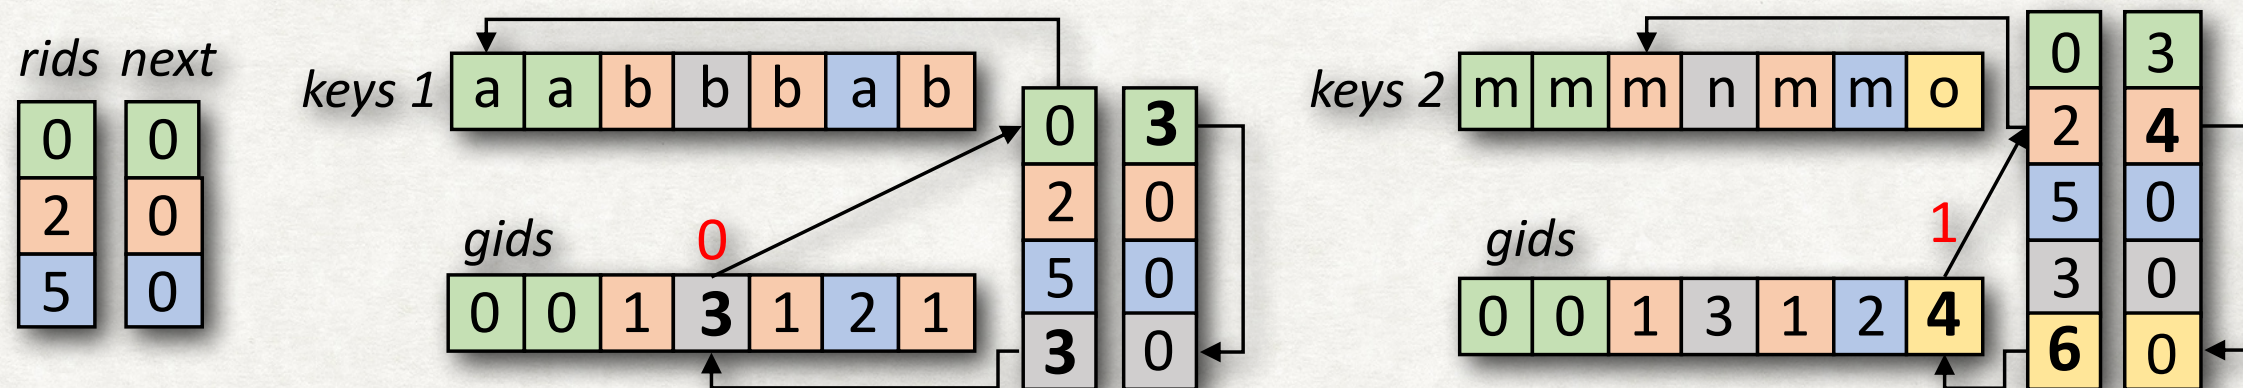 rids next
0 0
2 0
5 0
keys 1 a a b b b a b
0 3
2 0
5 0
3 0
gids 0
0 0 1 3 1 2 1
keys 2 m m m n m m o
0 3
2 4
5 0
3 0
6 0
gids 1
0 0 1 3 1 2 4